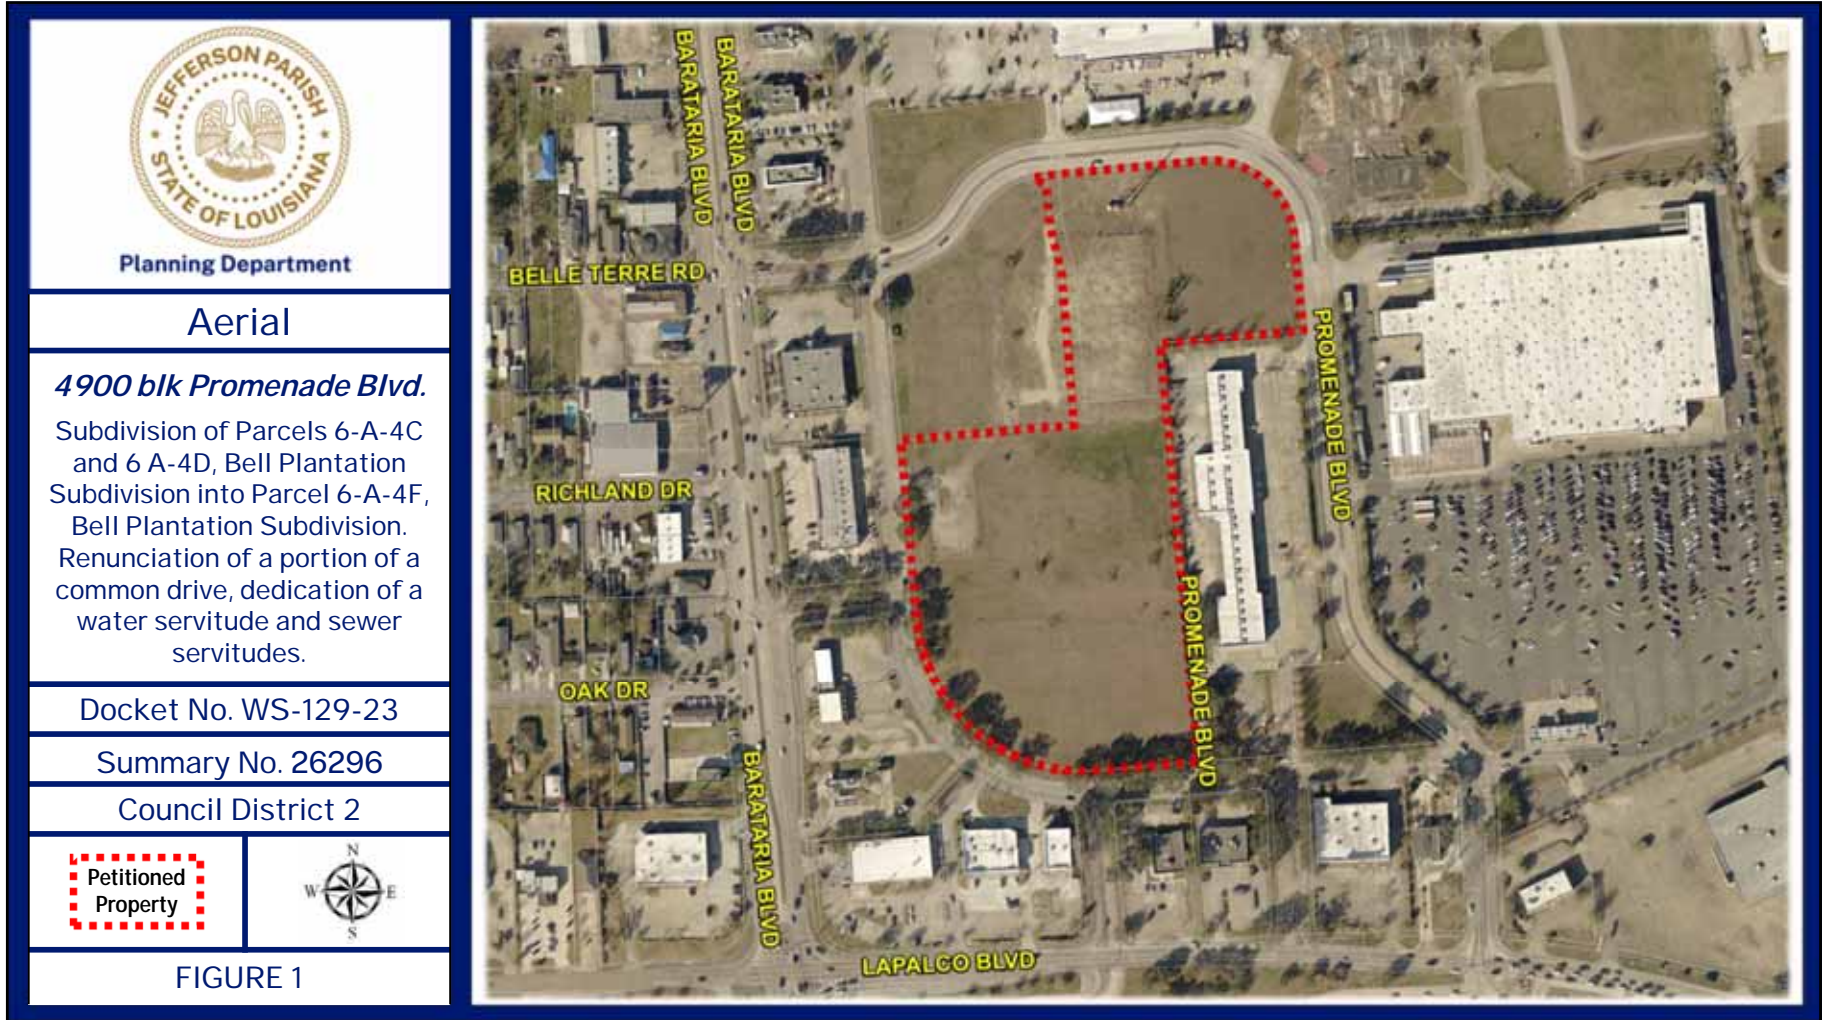 JEFFERSON PARISH
STATE OF LOUISIANA
Planning Department
Aerial
4900 blk Promenade Blvd.
Subdivision of Parcels 6-A-4C
and 6 A-4D, Bell Plantation
Subdivision into Parcel 6-A-4F,
Bell Plantation Subdivision.
Renunciation of a portion of a
common drive, dedication of a
water servitude and sewer
servitudes.
Docket No. WS-129-23
Summary No. 26296
Council District 2
Petitioned
Property
N
W E
S
FIGURE 1
BARATARIA BLVD
BARATARIA BLVD
BELLE TERRE RD
PROMENADE BLVD
RICHLAND DR
PROMENADE BLVD
OAK DR
BARATARIA BLVD
LAPALCO BLVD